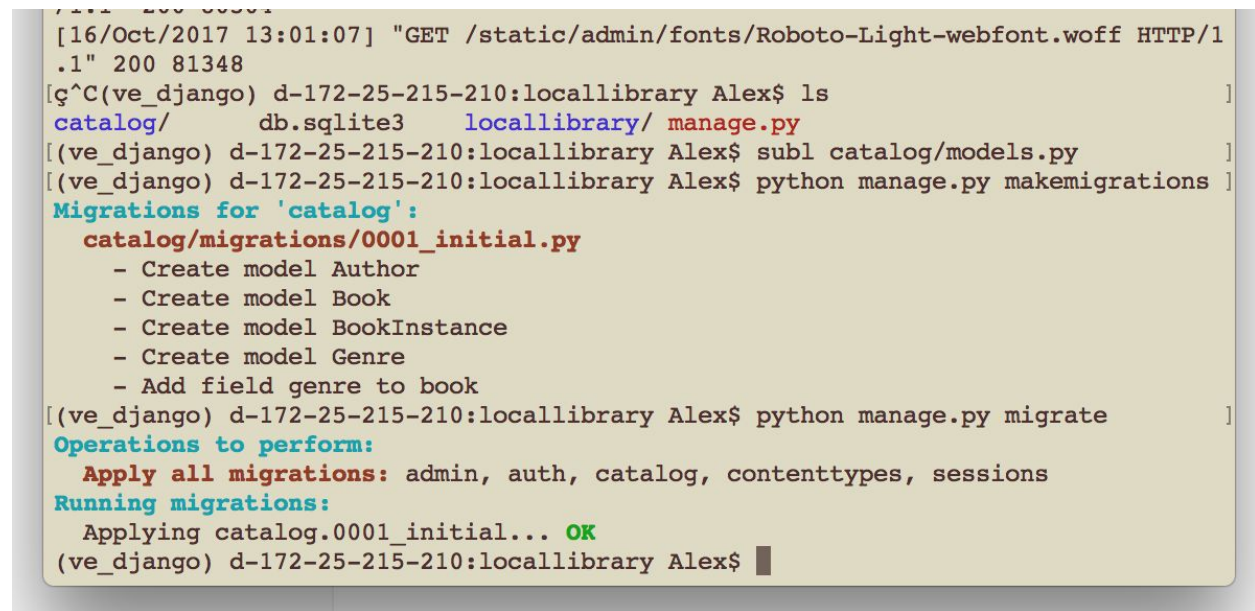 [16/Oct/2017 13:01:07] "GET /static/admin/fonts/Roboto-Light-webfont.woff HTTP/1
.1" 200 81348
[ç^C(ve_django) d-172-25-215-210:locallibrary Alex$ ls ]
catalog/ db.sqlite3 locallibrary/ manage.py
[(ve_django) d-172-25-215-210:locallibrary Alex$ subl catalog/models.py ]
[(ve_django) d-172-25-215-210:locallibrary Alex$ python manage.py makemigrations ]
Migrations for 'catalog':
catalog/migrations/0001_initial.py
- Create model Author
- Create model Book
- Create model BookInstance
- Create model Genre
- Add field genre to book
[(ve_django) d-172-25-215-210:locallibrary Alex$ python manage.py migrate ]
Operations to perform:
Apply all migrations: admin, auth, catalog, contenttypes, sessions
Running migrations:
Applying catalog.0001_initial... OK
(ve_django) d-172-25-215-210:locallibrary Alex$